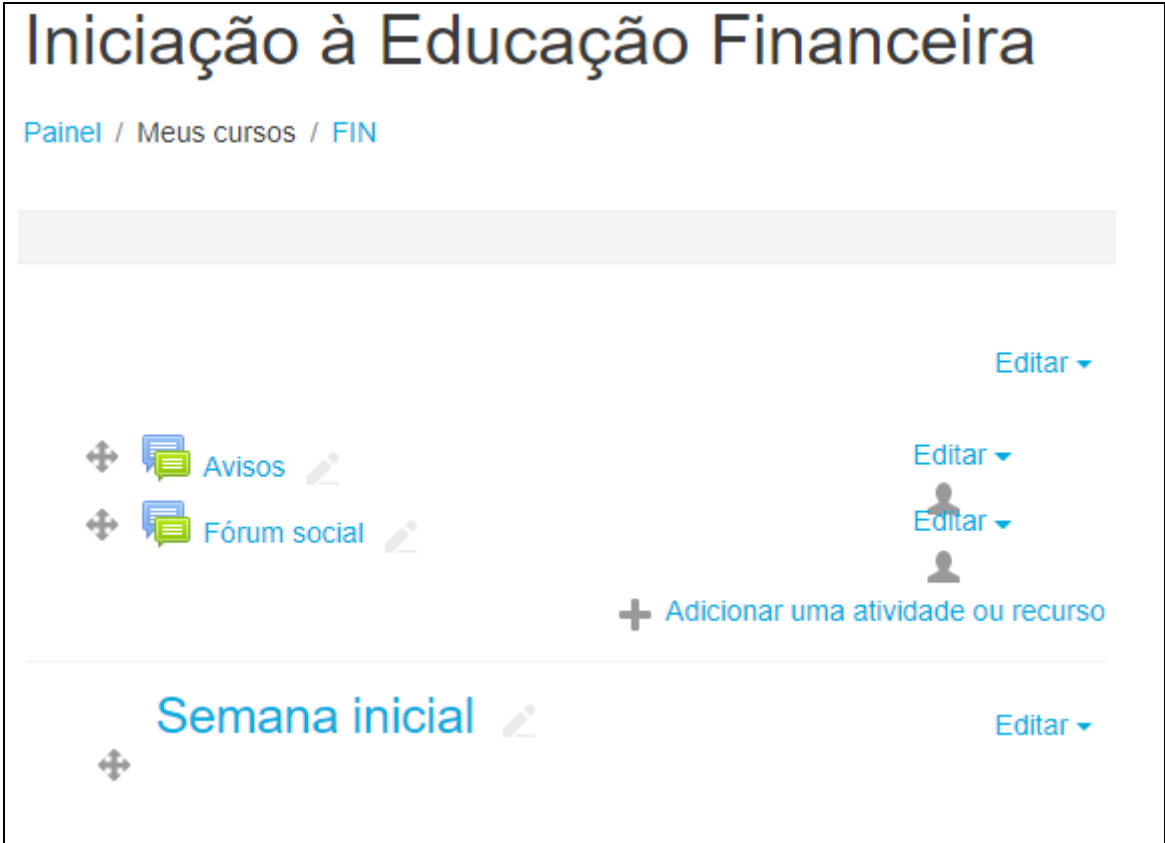 Iniciação à Educação Financeira
Painel / Meus cursos / FIN
Editar
Avisos Editar
Fórum social Editar
Adicionar uma atividade ou recurso
Semana inicial Editar